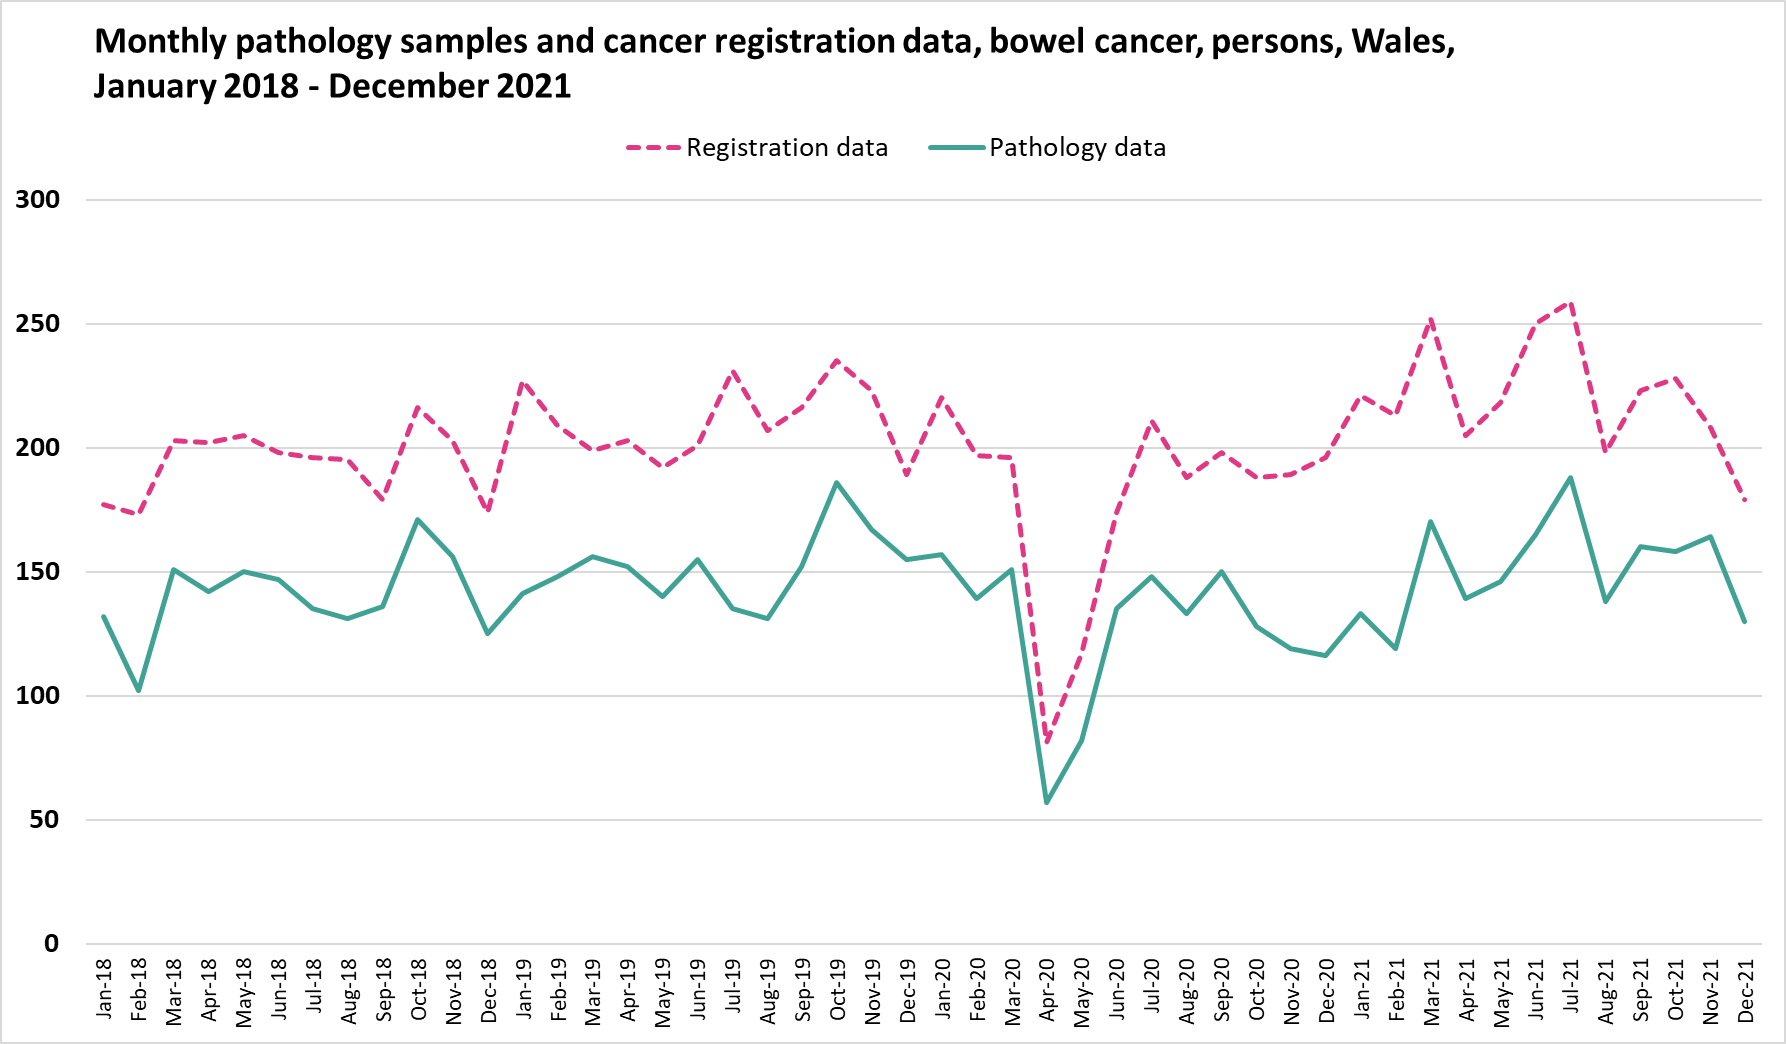 Monthly pathology samples and cancer registration data, bowel cancer, persons, Wales,
January 2018 - December 2021
Registration data
Pathology data
300
250
200
150
100
50
0
Jan-18
Feb-18
Mar-18
Apr-18
May-18
Jun-18
Jul-18
Aug-18
Sep-18
Oct-18
Nov-18
Dec-18
Jan-19
Feb-19
Mar-19
Apr-19
May-19
Jun-19
Jul-19
Aug-19
Sep-19
Oct-19
Nov-19
Dec-19
Jan-20
Feb-20
Mar-20
Apr-20
May-20
Jun-20
Jul-20
Aug-20
Sep-20
Oct-20
Nov-20
Dec-20
Jan-21
Feb-21
Mar-21
Apr-21
May-21
Jun-21
Jul-21
Aug-21
Sep-21
Oct-21
Nov-21
Dec-21